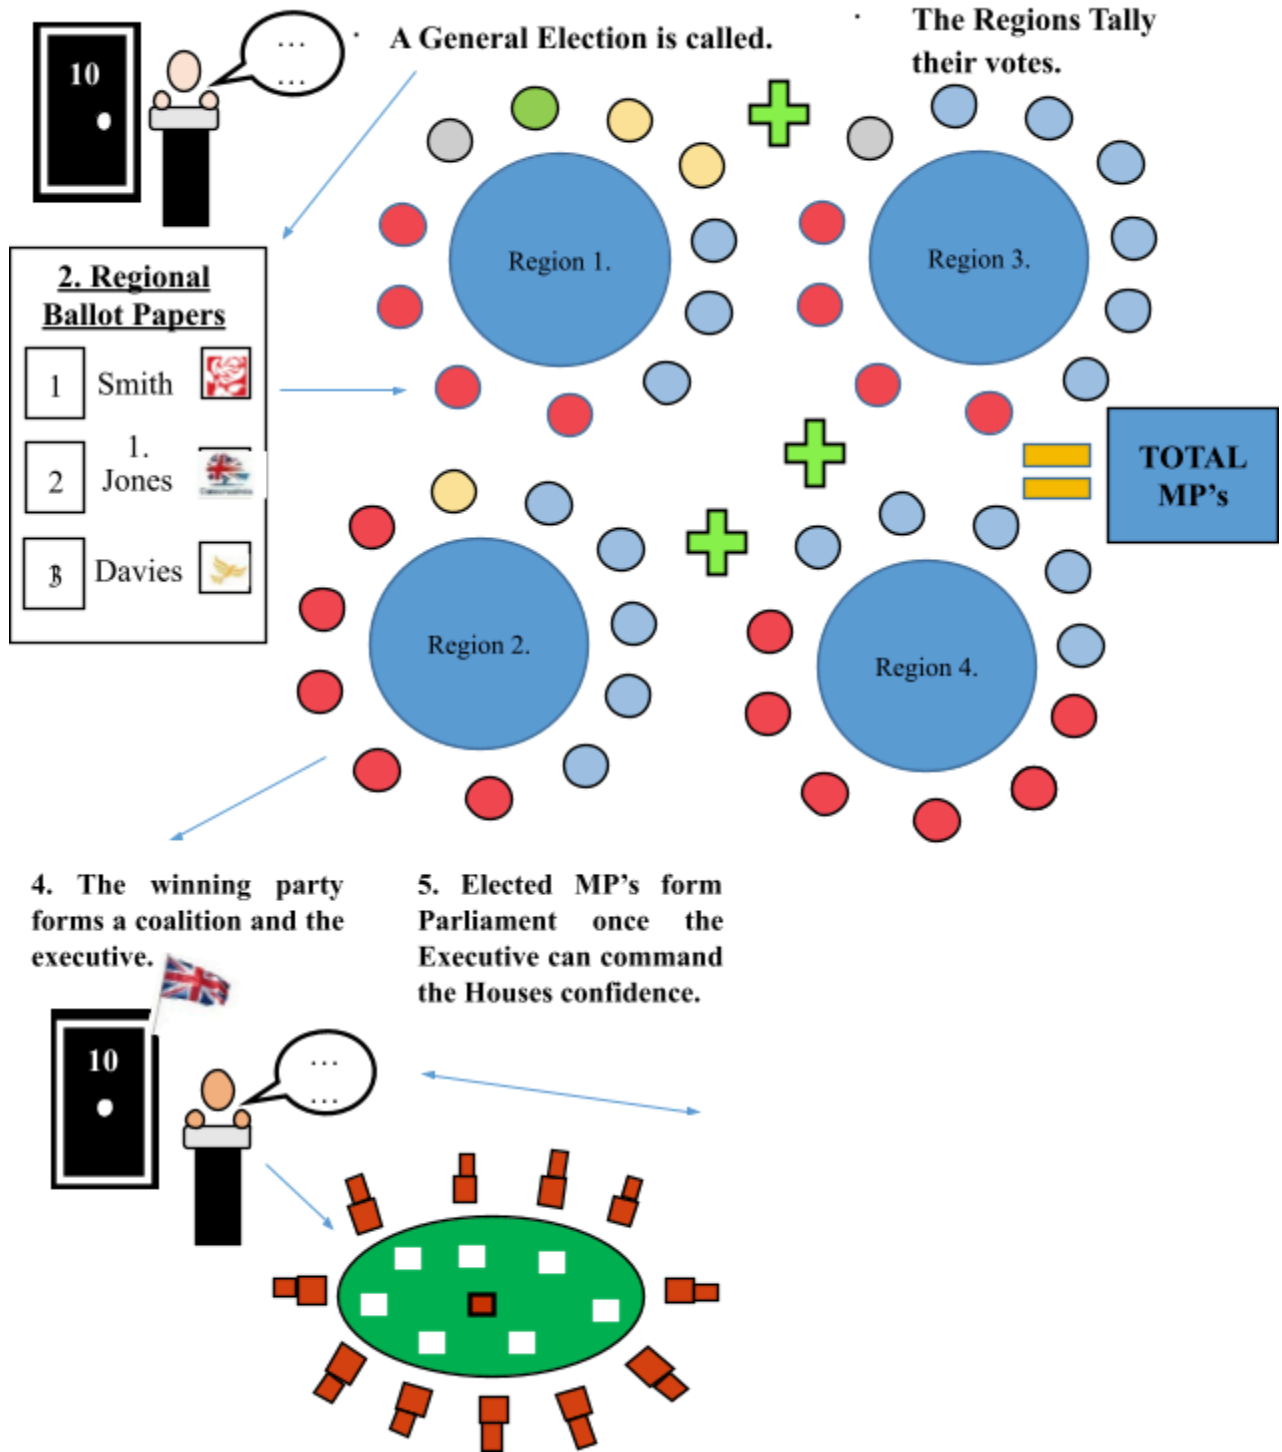 10
...
...
· A General Election is called.
· The Regions Tally
their votes.
2. Regional
Ballot Papers
1 Smith
1.
2 Jones
3 Davies
Region 1.
Region 3.
Region 2.
Region 4.
TOTAL
MP’s
4. The winning party
forms a coalition and the
executive.
5. Elected MP’s form
Parliament once the
Executive can command
the Houses confidence.
10
...
...